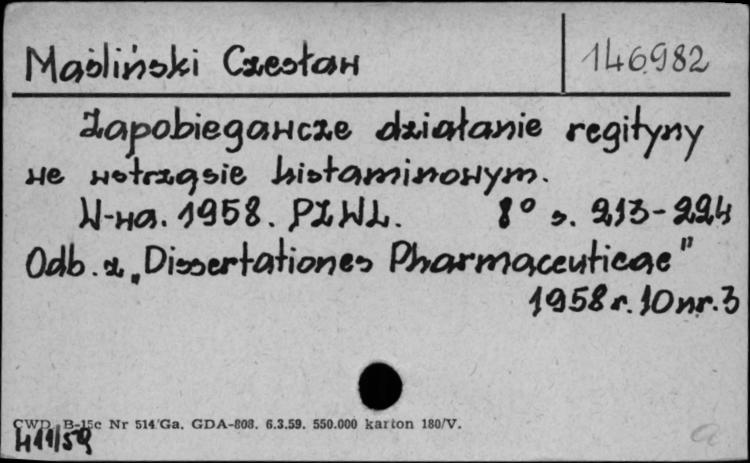 Maśliński Czesław
146982
Zapobiegawcze działanie regityny
we wstrząsie histaminowym.
W-wa. 1958. PZWL. 8° s. 213-224
Odb. z „Dissertationes Pharmaceuticae"
1958 r. 10 nr. 3
CWD B-15c Nr 514/Ga. GDA-808. 6.3.59. 550.000 karton 180/V.
H11/59
a